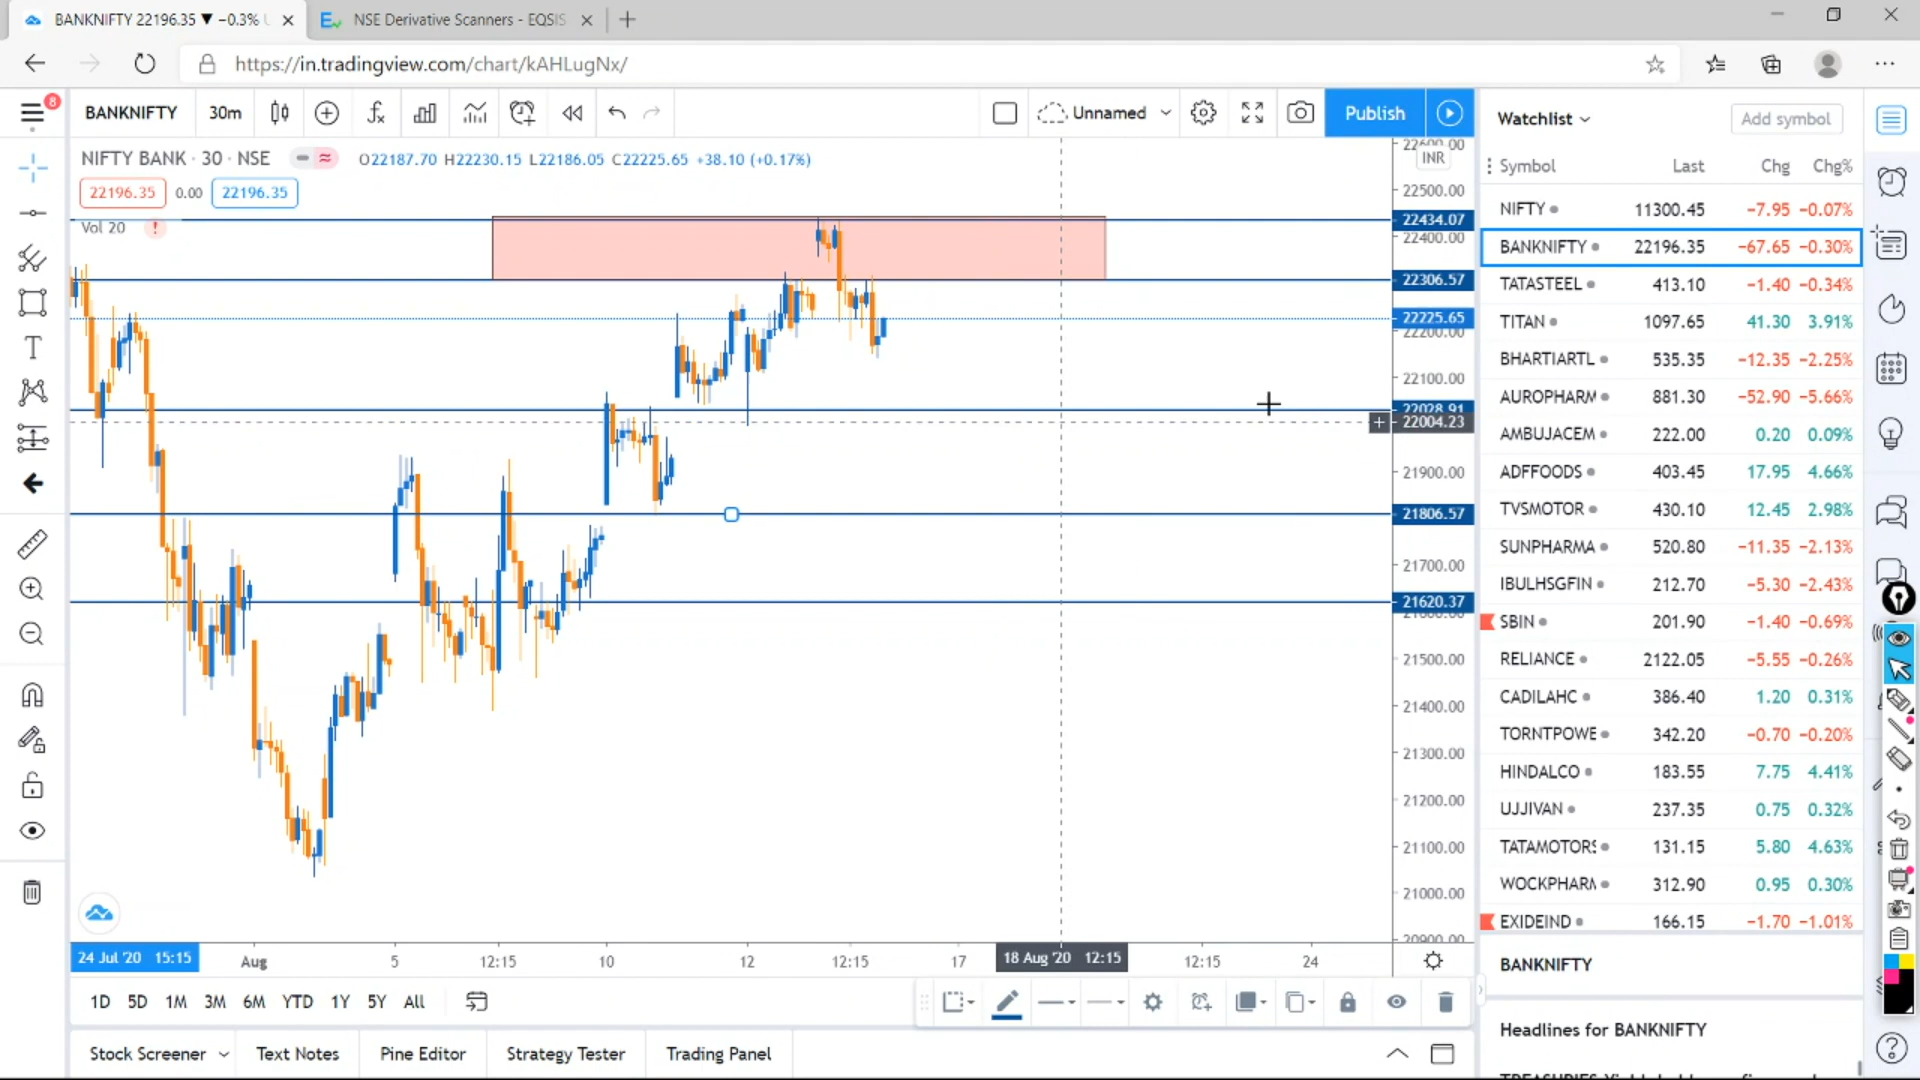 BANKNIFTY 22196.35 ▼ −0.3%
NSE Derivative Scanners - EQSIS
https://in.tradingview.com/chart/kAHLugNx/
8
BANKNIFTY 30m
Unnamed
Publish
NIFTY BANK · 30 · NSE O22187.70 H22230.15 L22186.05 C22225.65 +38.10 (+0.17%)
22196.35 0.00 22196.35
Vol 20 !
INR
22600.00
22500.00
22434.07
22400.00
22306.57
22225.65
22200.00
22100.00
22028.91
22004.23
21900.00
21806.57
21700.00
21620.37
21600.00
21500.00
21400.00
21300.00
21200.00
21100.00
21000.00
20900.00
24 Jul '20 15:15 Aug 5 12:15 10 12 12:15 17 18 Aug '20 12:15 12:15 24
1D 5D 1M 3M 6M YTD 1Y 5Y All
Stock Screener Text Notes Pine Editor Strategy Tester Trading Panel
Watchlist Add symbol
Symbol Last Chg Chg%
NIFTY 11300.45 −7.95 −0.07%
BANKNIFTY 22196.35 −67.65 −0.30%
TATASTEEL 413.10 −1.40 −0.34%
TITAN 1097.65 41.30 3.91%
BHARTIARTL 535.35 −12.35 −2.25%
AUROPHARM 881.30 −52.90 −5.66%
AMBUJACEM 222.00 0.20 0.09%
ADFFOODS 403.45 17.95 4.66%
TVSMOTOR 430.10 12.45 2.98%
SUNPHARMA 520.80 −11.35 −2.13%
IBULHSGFIN 212.70 −5.30 −2.43%
SBIN 201.90 −1.40 −0.69%
RELIANCE 2122.05 −5.55 −0.26%
CADILAHC 386.40 1.20 0.31%
TORNTPOWE 342.20 −0.70 −0.20%
HINDALCO 183.55 7.75 4.41%
UJJIVAN 237.35 0.75 0.32%
TATAMOTORS 131.15 5.80 4.63%
WOCKPHARM 312.90 0.95 0.30%
EXIDEIND 166.15 −1.70 −1.01%
BANKNIFTY
Headlines for BANKNIFTY